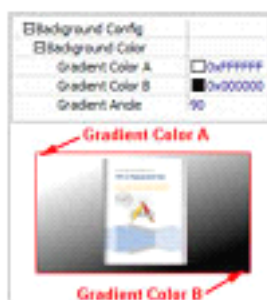 Background Config
Background Color
Gradient Color A 0xFFFFFF
Gradient Color B 0x000000
Gradient Angle 90
Gradient Color A
Gradient Color B